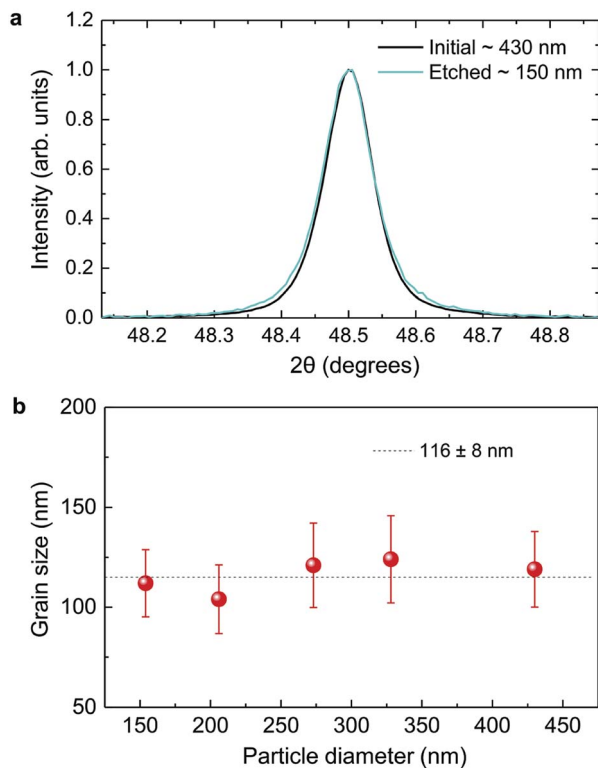 a
1.2
1.0
0.8
0.6
0.4
0.2
0.0
Intensity (arb. units)
Initial ~ 430 nm
Etched ~ 150 nm
48.2 48.3 48.4 48.5 48.6 48.7 48.8
2θ (degrees)
b
200
150
100
50
Grain size (nm)
116 ± 8 nm
150 200 250 300 350 400 450
Particle diameter (nm)